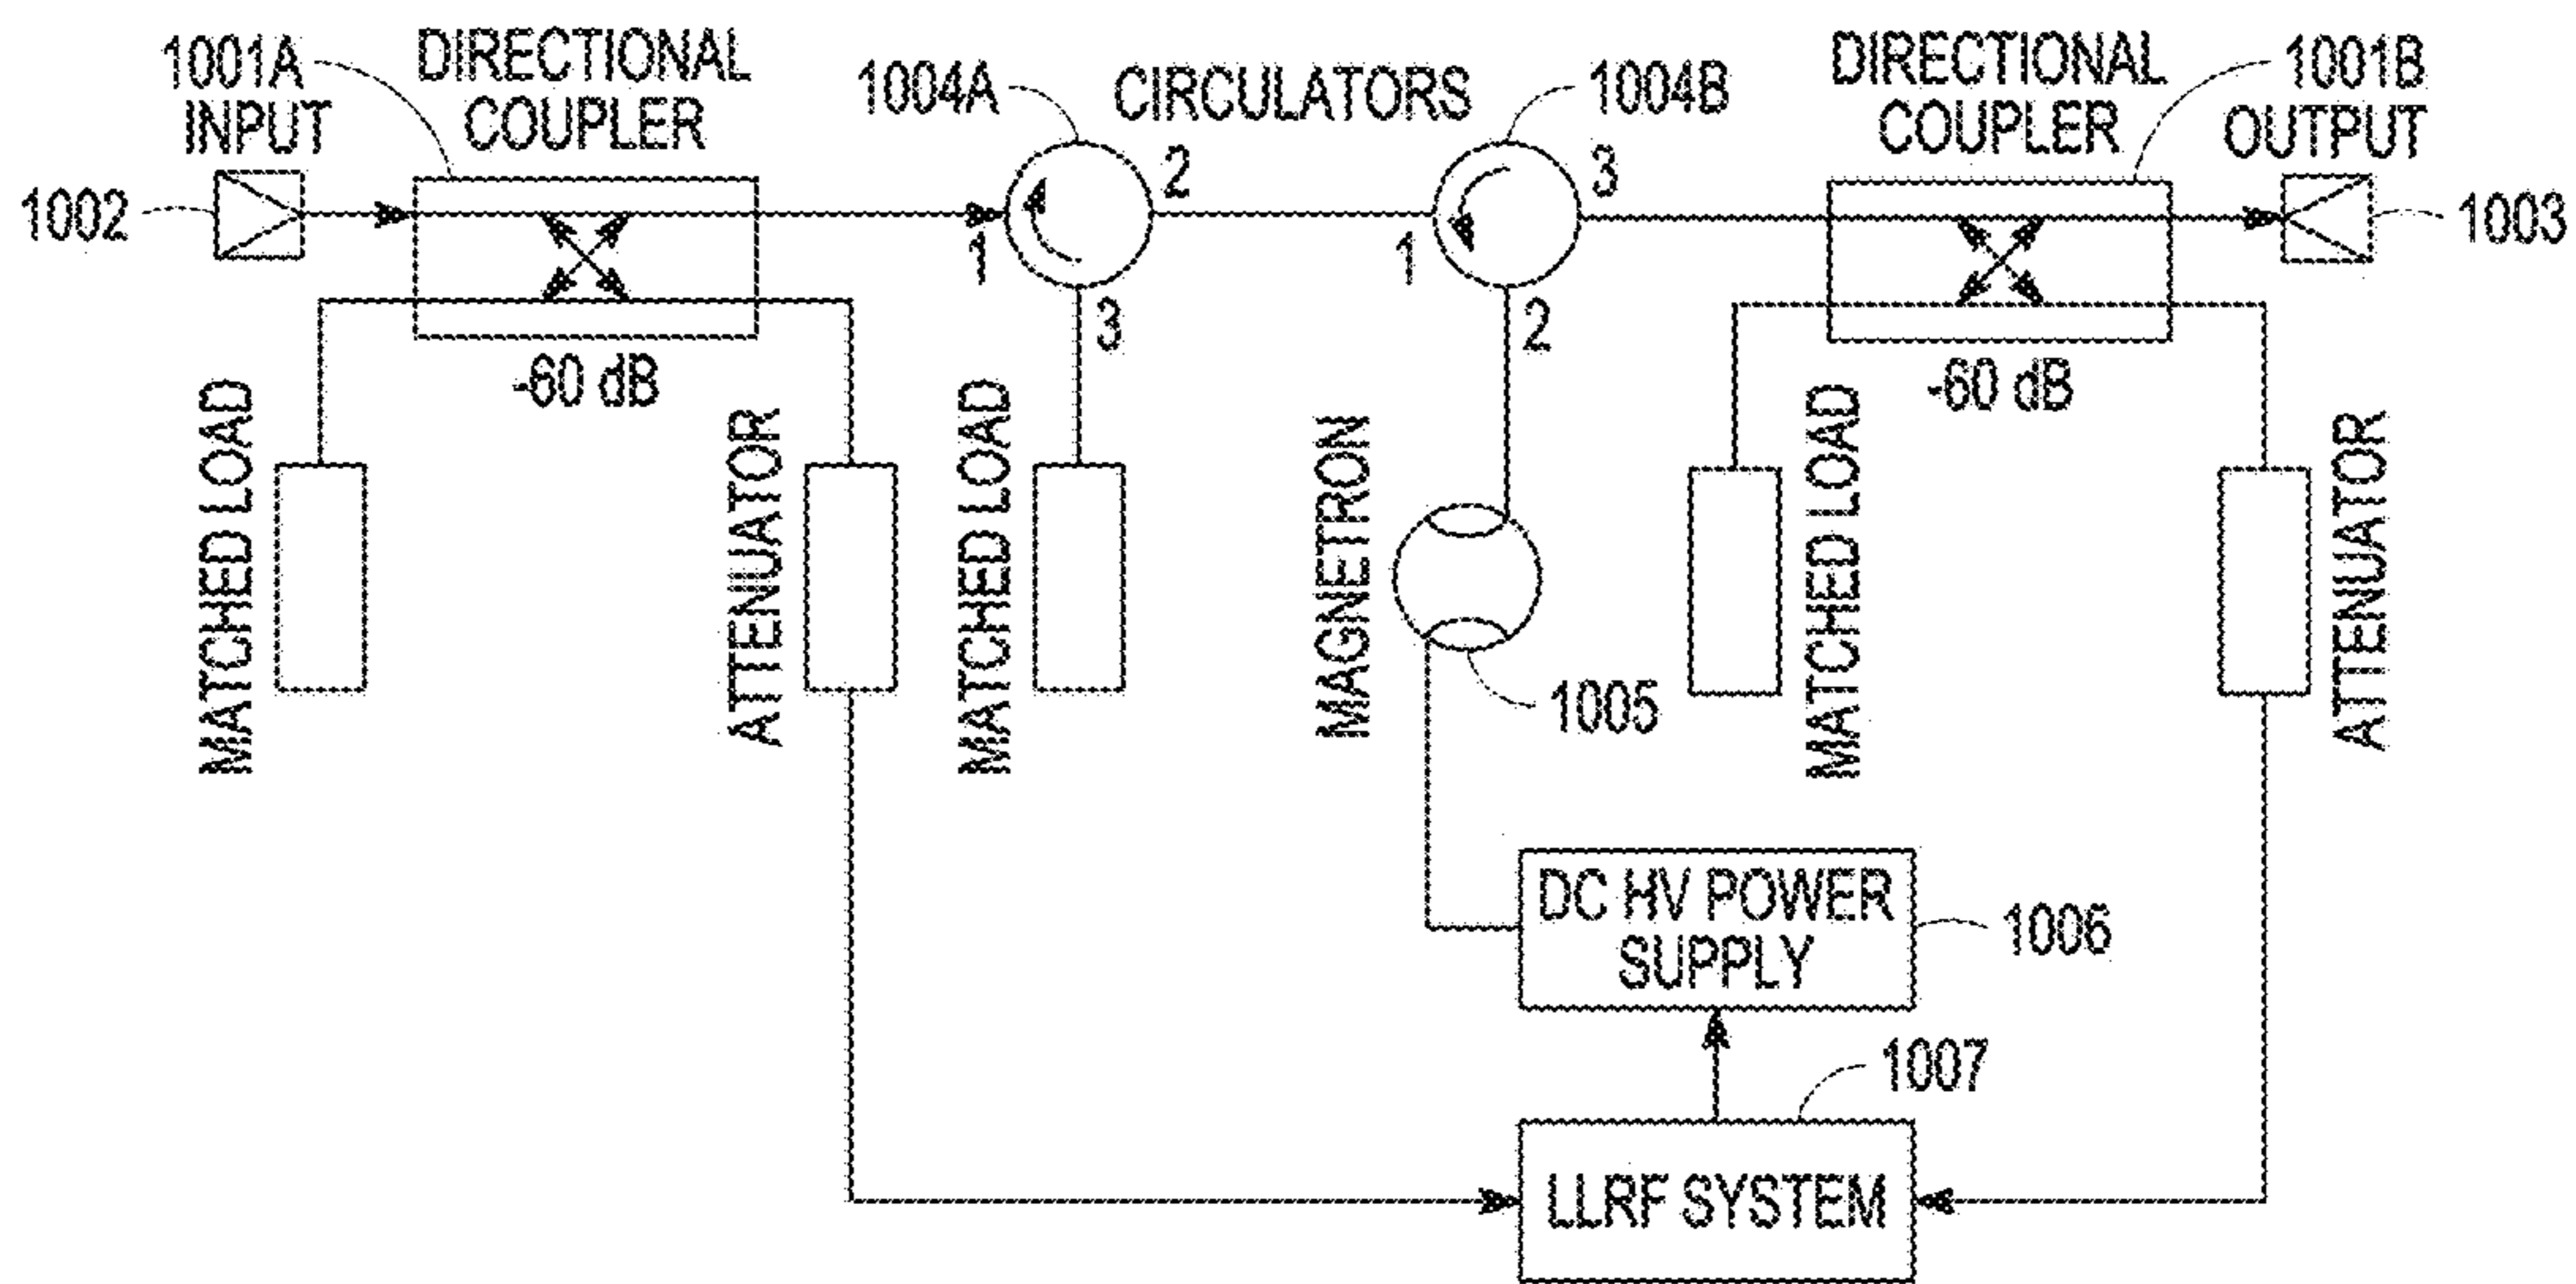 1001A
INPUT
DIRECTIONAL
COUPLER
1004A
CIRCULATORS
1004B
DIRECTIONAL
COUPLER
1001B
OUTPUT
1002
1
2
3
1
3
2
1003
-60 dB
-60 dB
MATCHED LOAD
ATTENUATOR
MATCHED LOAD
MAGNETRON
1005
MATCHED LOAD
ATTENUATOR
DC HV POWER
SUPPLY
1006
1007
LLRF SYSTEM